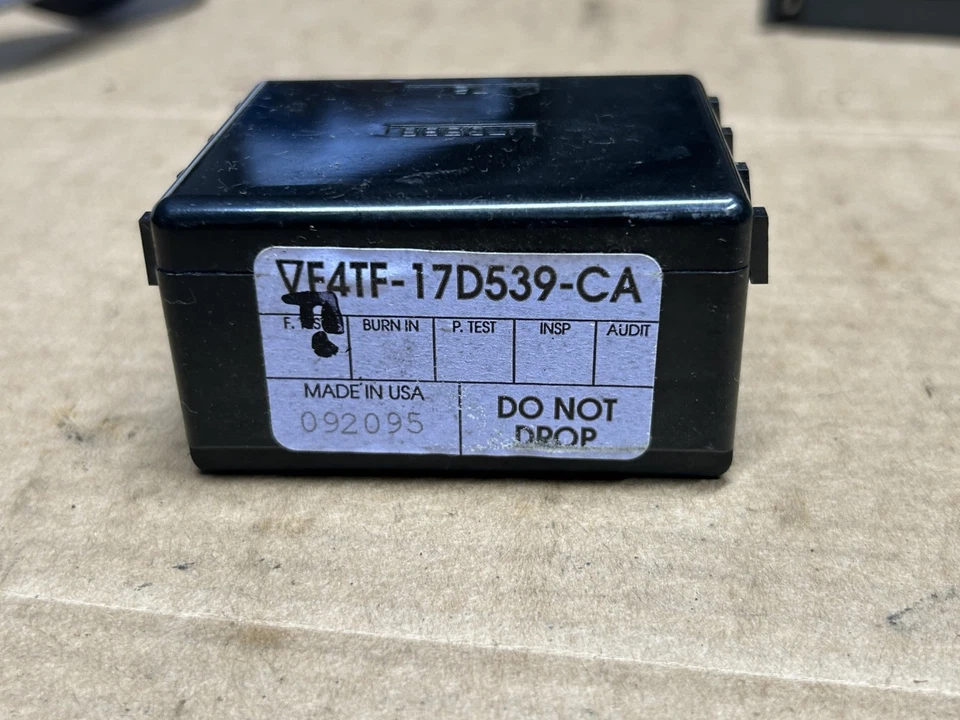 ▽F4TF-17D539-CA
BURN IN P. TEST INSP AUDIT
MADE IN USA
092095
DO NOT
DROP